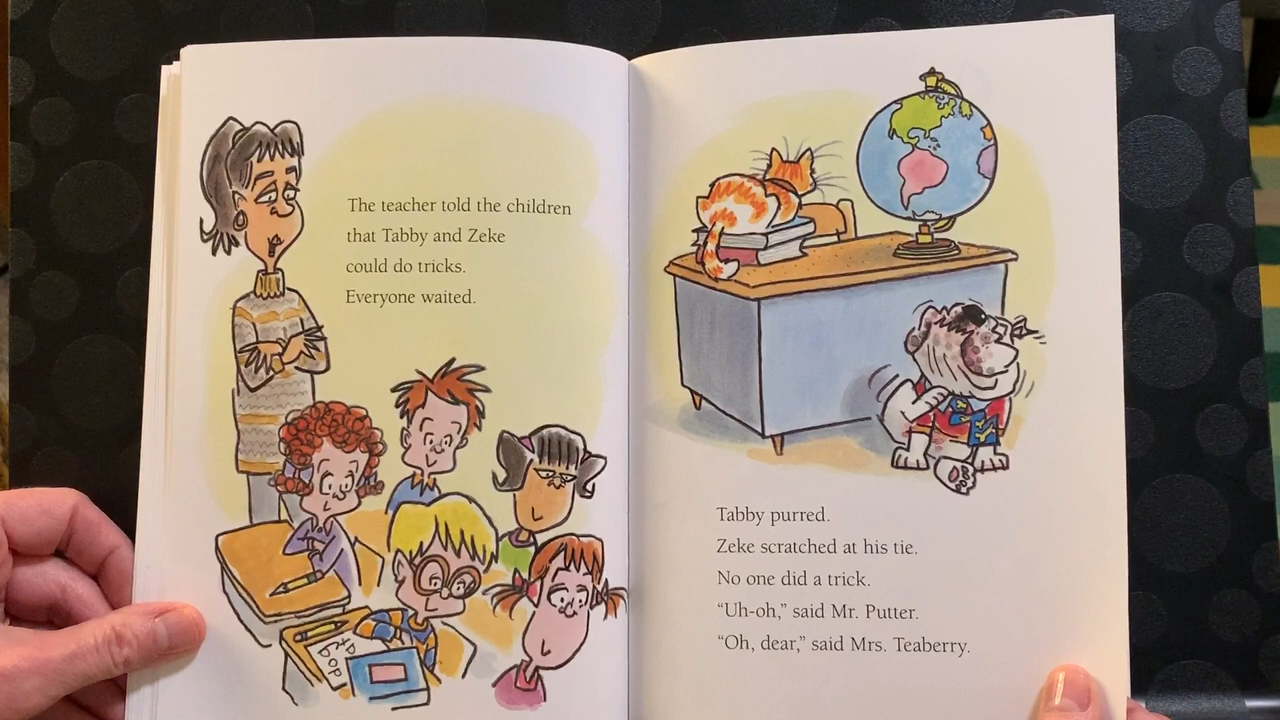 The teacher told the children
that Tabby and Zeke
could do tricks.
Everyone waited.
Tabby purred.
Zeke scratched at his tie.
No one did a trick.
“Uh-oh,” said Mr. Putter.
“Oh, dear,” said Mrs. Teaberry.